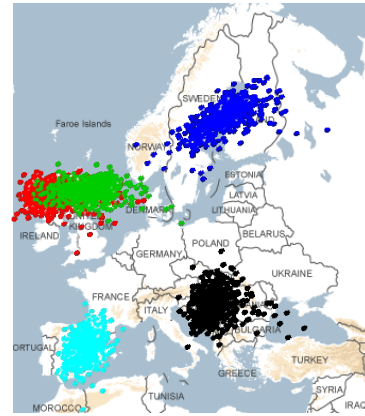 SWEDEN
Faroe Islands
NORWAY
ESTONIA
LATVIA
DENMARK
LITHUANIA
IRELAND
KINGDOM
BELARUS
POLAND
GERMANY
UKRAINE
FRANCE
ITALY
BULGARIA
PORTUGAL
GREECE
TURKEY
TUNISIA
SYRIA
MOROCCO
IRAQ